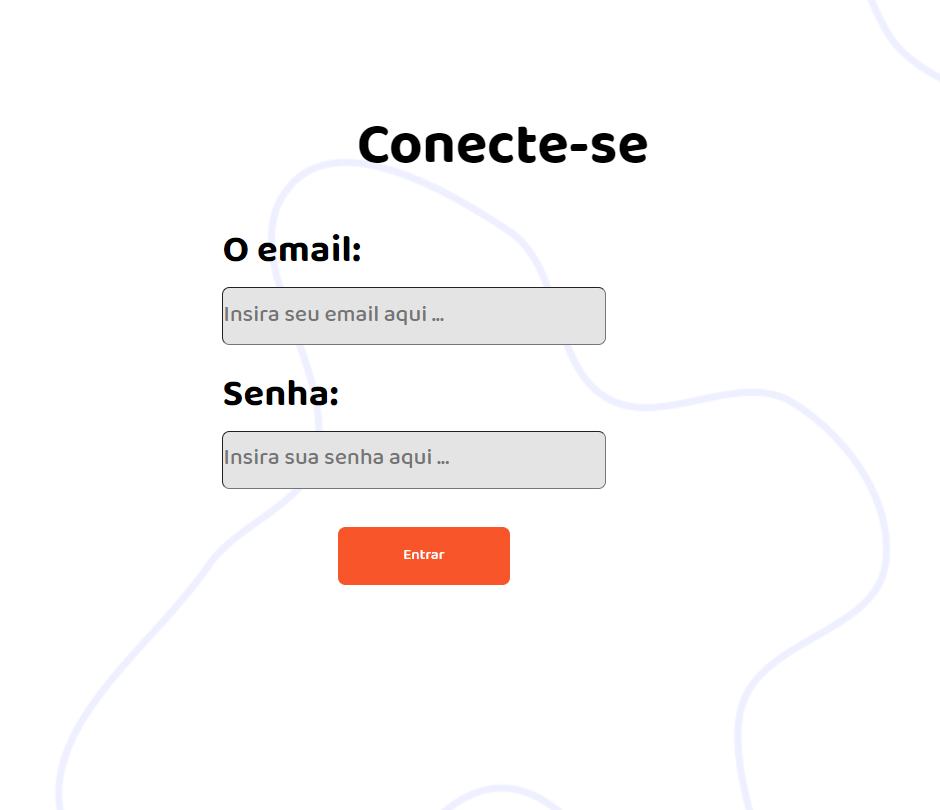 Conecte-se
O email:
Insira seu email aqui ...
Senha:
Insira sua senha aqui ...
Entrar